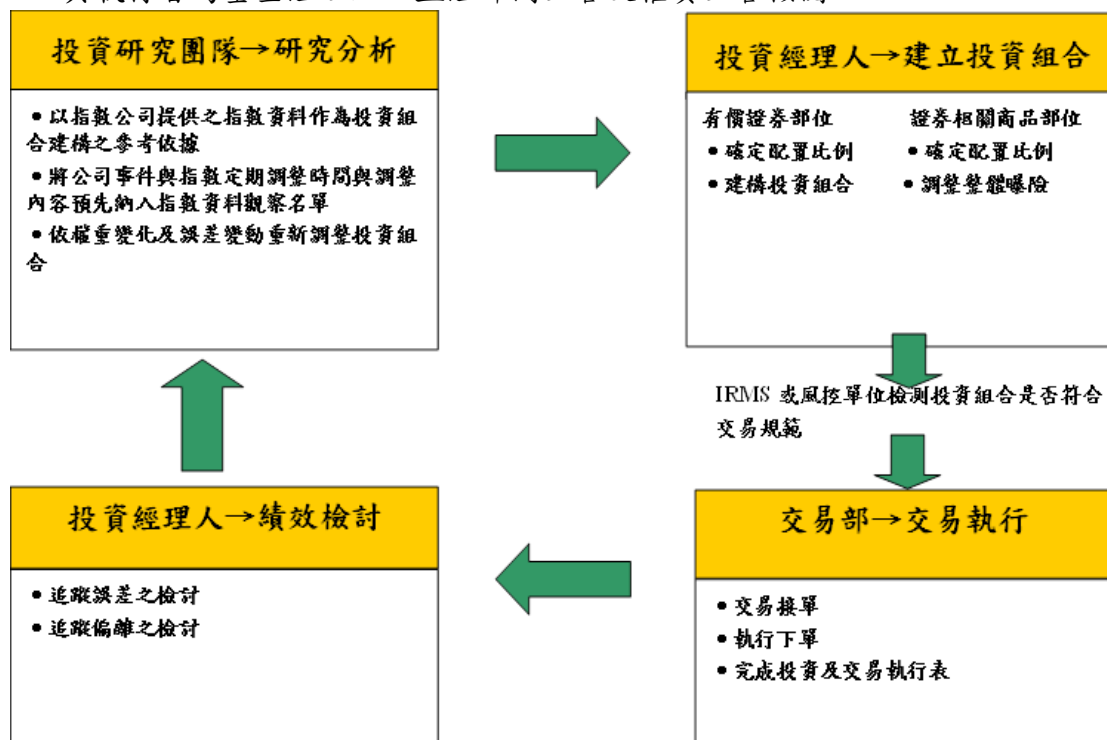 投資研究團隊→研究分析
• 以指數公司提供之指數資料作為投資組
合建構之參考依據
• 將公司事件與指數定期調整時間與調整
內容預先納入指數資料觀察名單
• 依權重變化及誤差變動重新調整投資組
合
投資經理人→建立投資組合
有價證券部位 證券相關商品部位
• 確定配置比例 • 確定配置比例
• 建構投資組合 • 調整整體曝險
IRMS 或風控單位檢測投資組合是否符合
交易規範
交易部→交易執行
• 交易接單
• 執行下單
• 完成投資及交易執行表
投資經理人→績效檢討
• 追蹤誤差之檢討
• 追蹤偏離之檢討